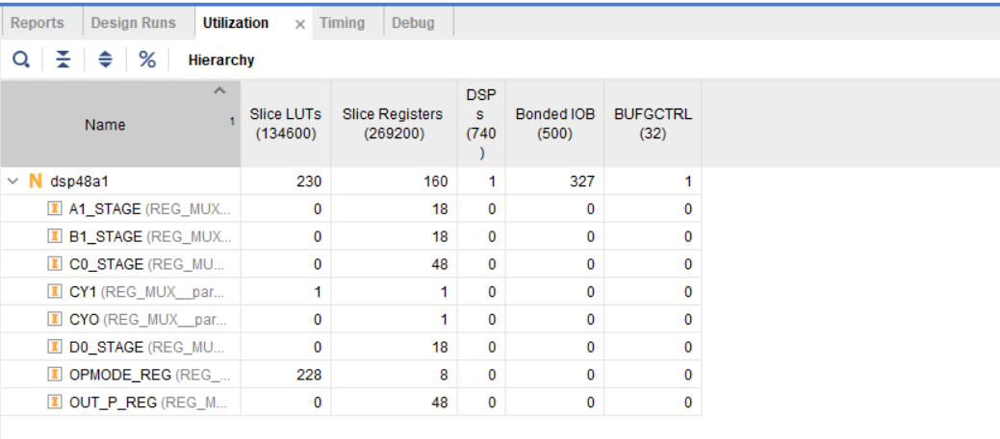 Reports Design Runs Utilization × Timing Debug
% Hierarchy
Name 1 Slice LUTs (134600) Slice Registers (269200) DSPs (740) Bonded IOB (500) BUFGCTRL (32)
N dsp48a1 230 160 1 327 1
I A1_STAGE (REG_MUX... 0 18 0 0 0
I B1_STAGE (REG_MUX... 0 18 0 0 0
I C0_STAGE (REG_MU... 0 48 0 0 0
I CY1 (REG_MUX__par... 1 1 0 0 0
I CYO (REG_MUX__par... 0 1 0 0 0
I D0_STAGE (REG_MU... 0 18 0 0 0
I OPMODE_REG (REG_... 228 8 0 0 0
I OUT_P_REG (REG_M... 0 48 0 0 0